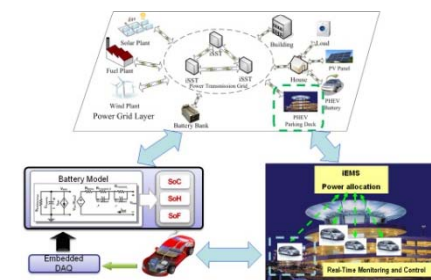 Solar Plant
Building
Load
iSST
Fuel Plant
iSST
iSST
House
PV Panel
Power Transmission Grid
Wind Plant
PHEV
Battery
Power Grid Layer
Battery Bank
PHEV
Parking Deck
Battery Model
SoC
SoH
SoF
Embedded
DAQ
iEMS
Power allocation
Real-Time Monitoring and Control